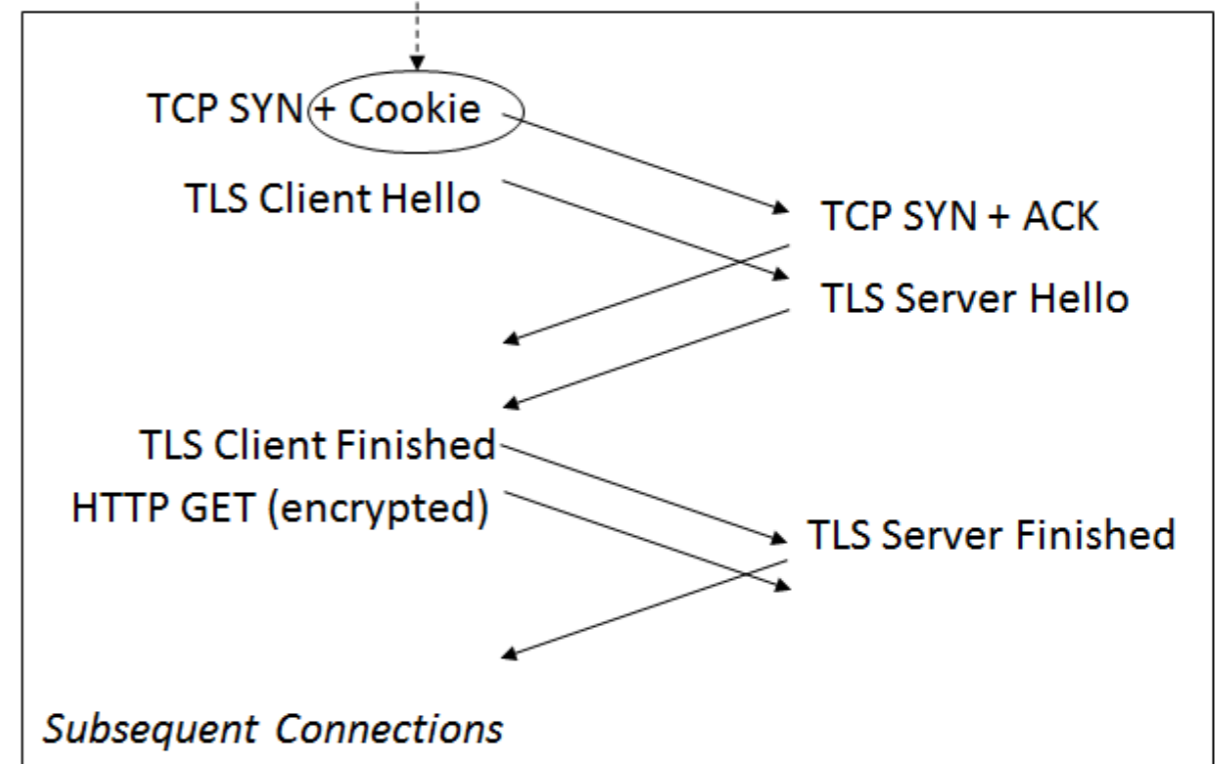 TCP SYN + Cookie
TLS Client Hello
TCP SYN + ACK
TLS Server Hello
TLS Client Finished
HTTP GET (encrypted)
TLS Server Finished
Subsequent Connections